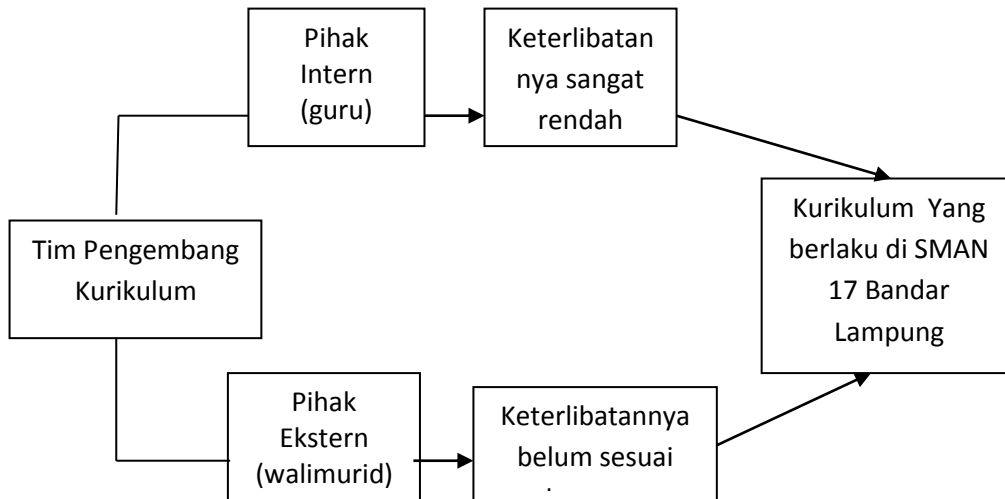 Pihak
Intern
(guru)
Keterlibatan
nya sangat
rendah
Kurikulum Yang
berlaku di SMAN
17 Bandar
Lampung
Tim Pengembang
Kurikulum
Pihak
Ekstern
(walimurid)
Keterlibatannya
belum sesuai